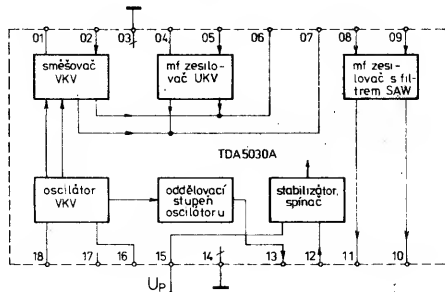 01 02 03 04 05 06 07 08 09
směšovač
VKV
mf zesilo-
vač UKV
mf zesi-
lovač s fil-
trem SAW
TDA5030A
oscilátor
VKV
oddělovací
stupeň
oscilátoru
stabilizátor,
spínač
18 17 16 15 14 13 12 11 10
Up